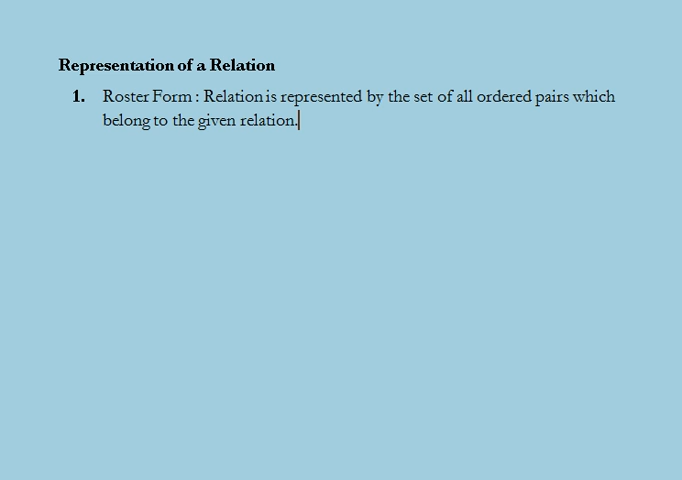 Representation of a Relation
1. Roster Form : Relation is represented by the set of all ordered pairs which
belong to the given relation.